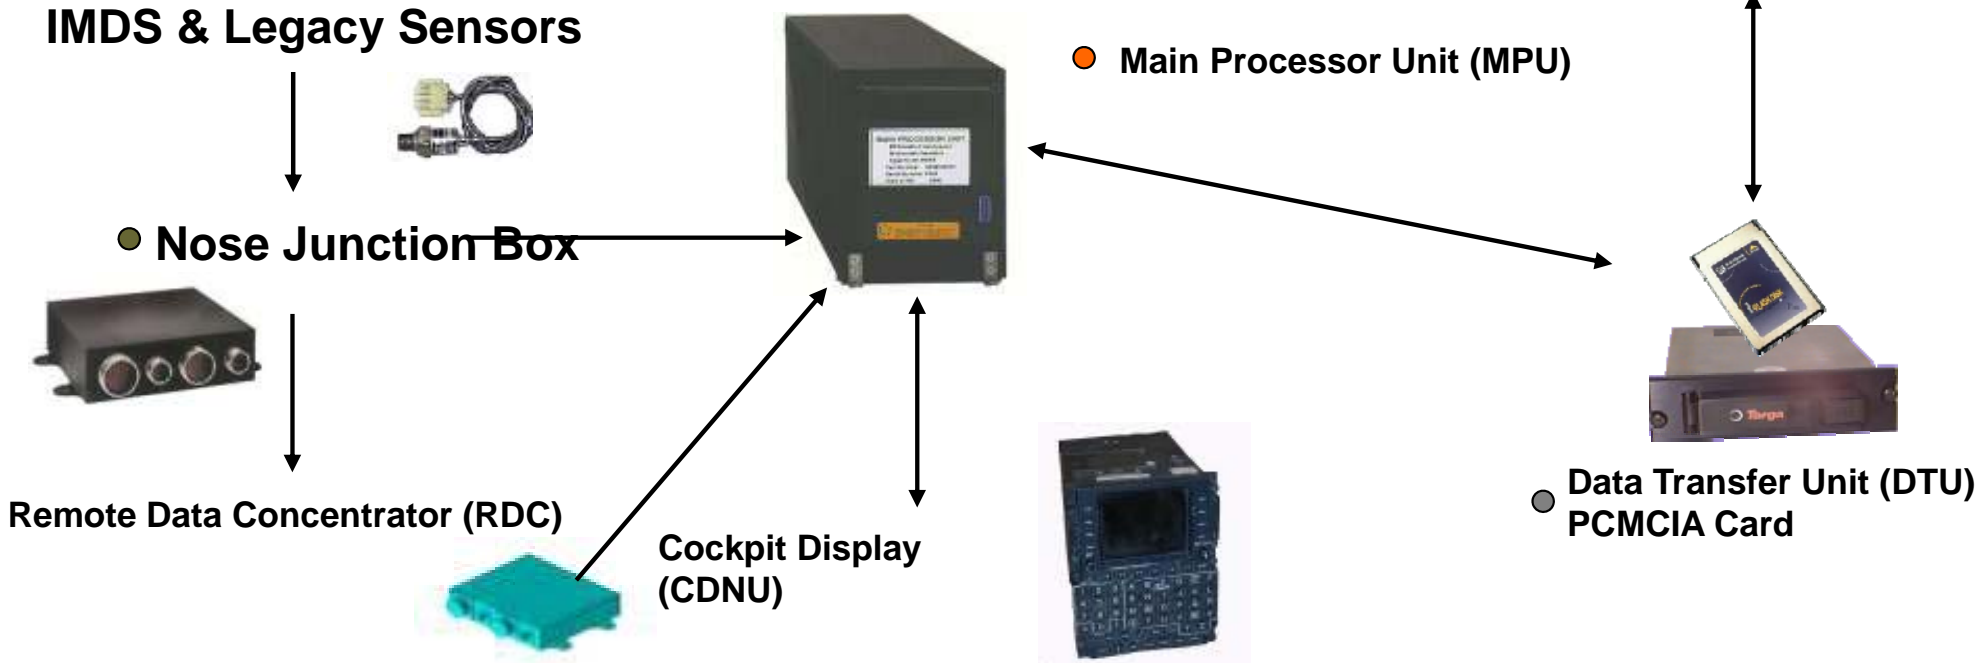 IMDS & Legacy Sensors
Main Processor Unit (MPU)
Nose Junction Box
Remote Data Concentrator (RDC)
Cockpit Display
(CDNU)
Targa
Data Transfer Unit (DTU)
PCMCIA Card